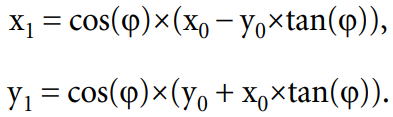 x₁ = cos(φ)×(x₀ − y₀×tan(φ)),
y₁ = cos(φ)×(y₀ + x₀×tan(φ)).